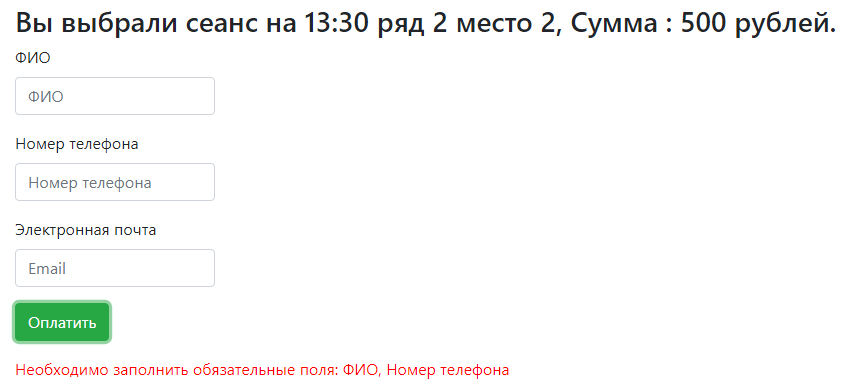 Вы выбрали сеанс на 13:30 ряд 2 место 2, Сумма : 500 рублей.
ФИО
ФИО
Номер телефона
Номер телефона
Электронная почта
Email
Оплатить
Необходимо заполнить обязательные поля: ФИО, Номер телефона